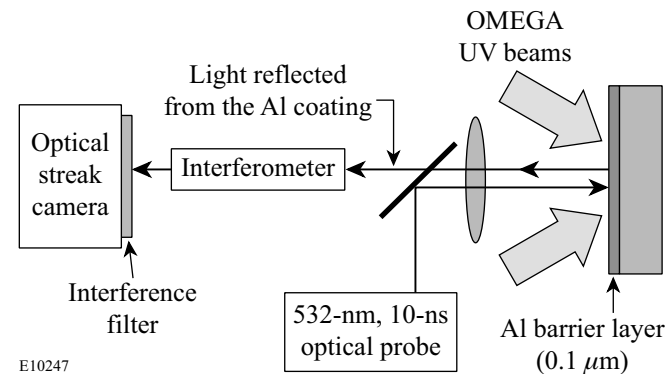 OMEGA
UV beams
Light reflected
from the Al coating
Optical
streak
camera
Interferometer
Interference
filter
532-nm, 10-ns
optical probe
Al barrier layer
(0.1 μm)
E10247